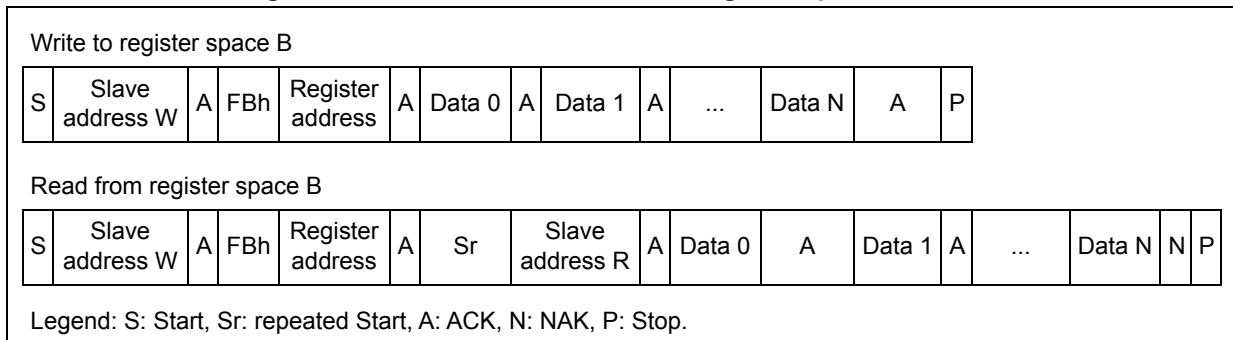 Write to register space B
S Slave address W A FBh Register address A Data 0 A Data 1 A ... Data N A P
Read from register space B
S Slave address W A FBh Register address A Sr Slave address R A Data 0 A Data 1 A ... Data N N P
Legend: S: Start, Sr: repeated Start, A: ACK, N: NAK, P: Stop.